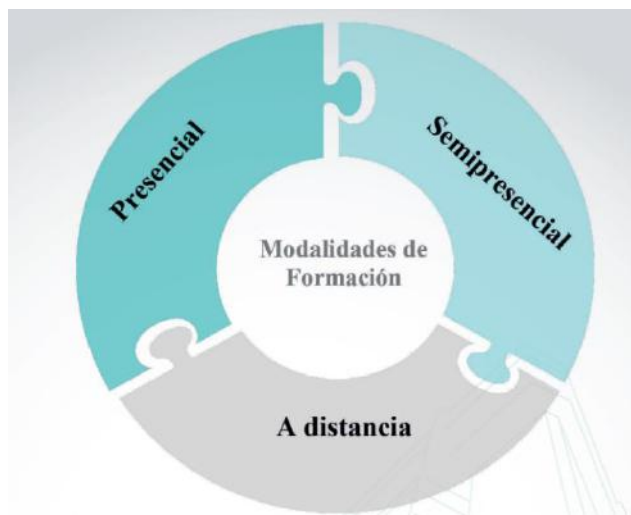 Presencial
Semipresencial
Modalidades de
Formación
A distancia